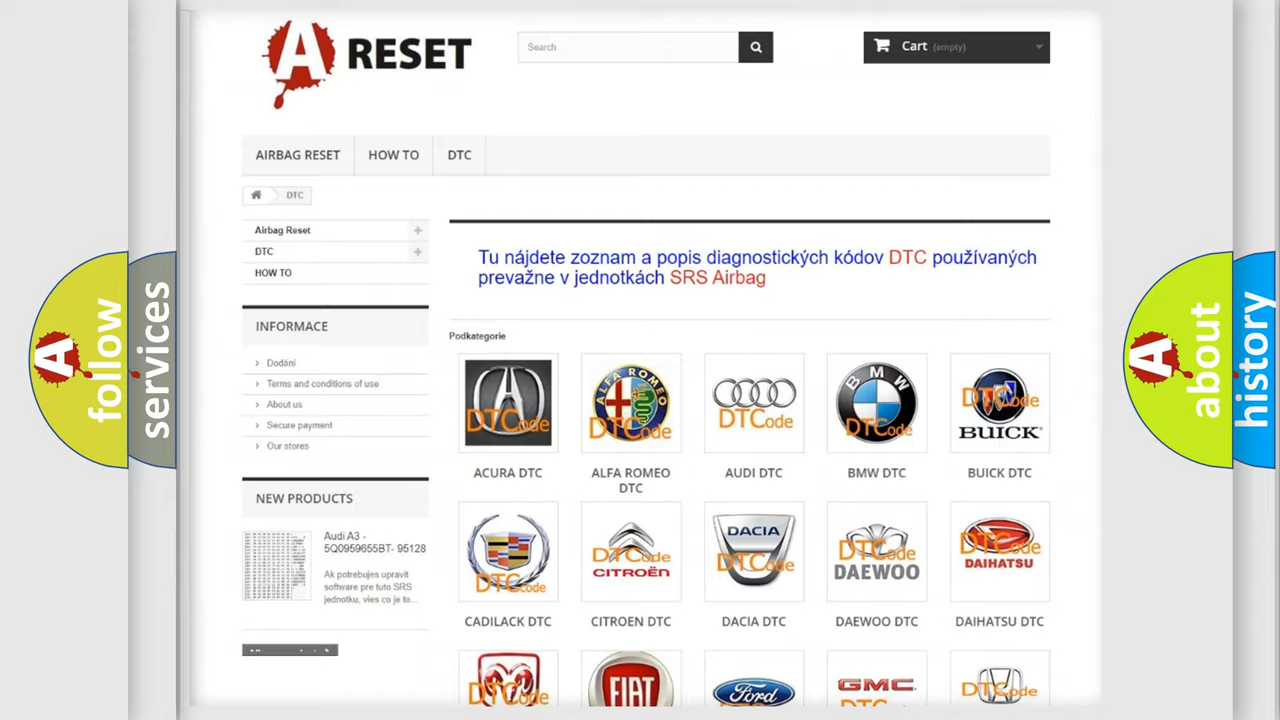 A RESET
Search
Cart (empty)
AIRBAG RESET
HOW TO
DTC
DTC
Airbag Reset
DTC
HOW TO
INFORMACE
Dodání
Terms and conditions of use
About us
Secure payment
Our stores
NEW PRODUCTS
Audi A3 -
5Q0959655BT- 95128
Ak potrebujes upravit
software pre tuto SRS
jednotku, vies co je to...
Tu nájdete zoznam a popis diagnostických kódov DTC používaných
prevažne v jednotkách SRS Airbag
Podkategorie
DTCode
ALFA ROMEO
DTCode
DTCode
BMW
DTCode
DTCode
BUICK
ACURA DTC
ALFA ROMEO
DTC
AUDI DTC
BMW DTC
BUICK DTC
DTCode
DTCode
CITROËN
DACIA
DTCode
DTCode
DAEWOO
DTCode
DAIHATSU
CADILACK DTC
CITROEN DTC
DACIA DTC
DAEWOO DTC
DAIHATSU DTC
DTCode
FIAT
Ford
GMC
DTCode
A follow
services
A about
history